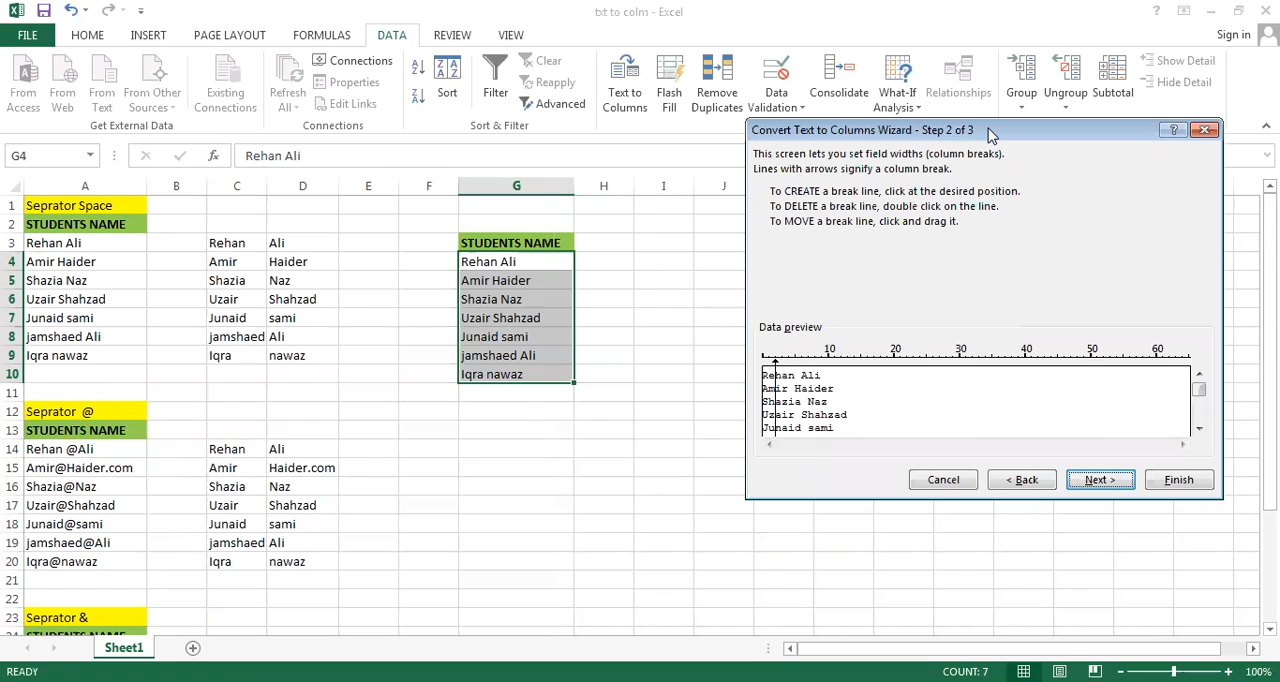 txt to colm - Excel
FILE HOME INSERT PAGE LAYOUT FORMULAS DATA REVIEW VIEW Sign in
From Access From Web From Text From Other Sources Existing Connections Refresh All Connections Properties Edit Links Sort Filter Clear Reapply Advanced Text to Columns Flash Fill Remove Duplicates Data Validation Consolidate What-If Analysis Relationships Group Ungroup Subtotal Show Detail Hide Detail
Get External Data Connections Sort & Filter
G4 fx Rehan Ali
A B C D E F G H I J
1 Seprator Space
2 STUDENTS NAME
3 Rehan Ali Rehan Ali STUDENTS NAME
4 Amir Haider Amir Haider Rehan Ali
5 Shazia Naz Shazia Naz Amir Haider
6 Uzair Shahzad Uzair Shahzad Shazia Naz
7 Junaid sami Junaid sami Uzair Shahzad
8 jamshaed Ali jamshaed Ali Junaid sami
9 Iqra nawaz Iqra nawaz jamshaed Ali
10 Iqra nawaz
11
12 Seprator @
13 STUDENTS NAME
14 Rehan @Ali Rehan Ali
15 Amir@Haider.com Amir Haider.com
16 Shazia@Naz Shazia Naz
17 Uzair@Shahzad Uzair Shahzad
18 Junaid@sami Junaid sami
19 jamshaed@Ali jamshaed Ali
20 Iqra@nawaz Iqra nawaz
21
22
23 Seprator &
Convert Text to Columns Wizard - Step 2 of 3
This screen lets you set field widths (column breaks).
Lines with arrows signify a column break.
To CREATE a break line, click at the desired position.
To DELETE a break line, double click on the line.
To MOVE a break line, click and drag it.
Data preview
10 20 30 40 50 60
Rehan Ali
Amir Haider
Shazia Naz
Uzair Shahzad
Junaid sami
Cancel < Back Next > Finish
Sheet1
READY COUNT: 7 100%